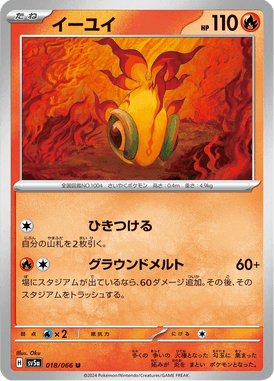 たね
イーユイ
HP 110
全国図鑑NO.1004 さいやくポケモン 高さ:0.4m 重さ:4.9kg
ひきつける
自分の山札を2枚引く。
グラウンドメルト 60+
場にスタジアムが出ているなら、60ダメージ追加。その後、そのスタジアムをトラッシュする。
弱点 ×2 抵抗力 にげる
Illus. Oku
H SV5a 018/066 U
©2024 Pokémon/Nintendo/Creatures/GAME FREAK.